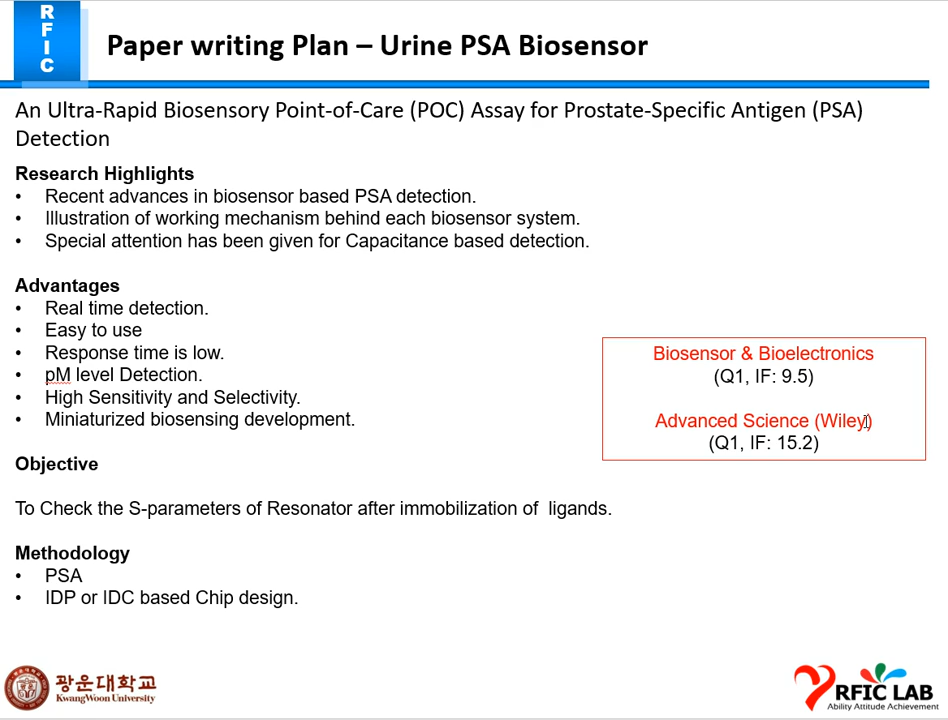 RFIC
Paper writing Plan – Urine PSA Biosensor
An Ultra-Rapid Biosensory Point-of-Care (POC) Assay for Prostate-Specific Antigen (PSA)
Detection
Research Highlights
• Recent advances in biosensor based PSA detection.
• Illustration of working mechanism behind each biosensor system.
• Special attention has been given for Capacitance based detection.
Advantages
• Real time detection.
• Easy to use
• Response time is low.
• pM level Detection.
• High Sensitivity and Selectivity.
• Miniaturized biosensing development.
Biosensor & Bioelectronics
(Q1, IF: 9.5)
Advanced Science (Wiley)
(Q1, IF: 15.2)
Objective
To Check the S-parameters of Resonator after immobilization of ligands.
Methodology
• PSA
• IDP or IDC based Chip design.
광운대학교
KwangWoon University
RFIC LAB
Ability Attitude Achievement